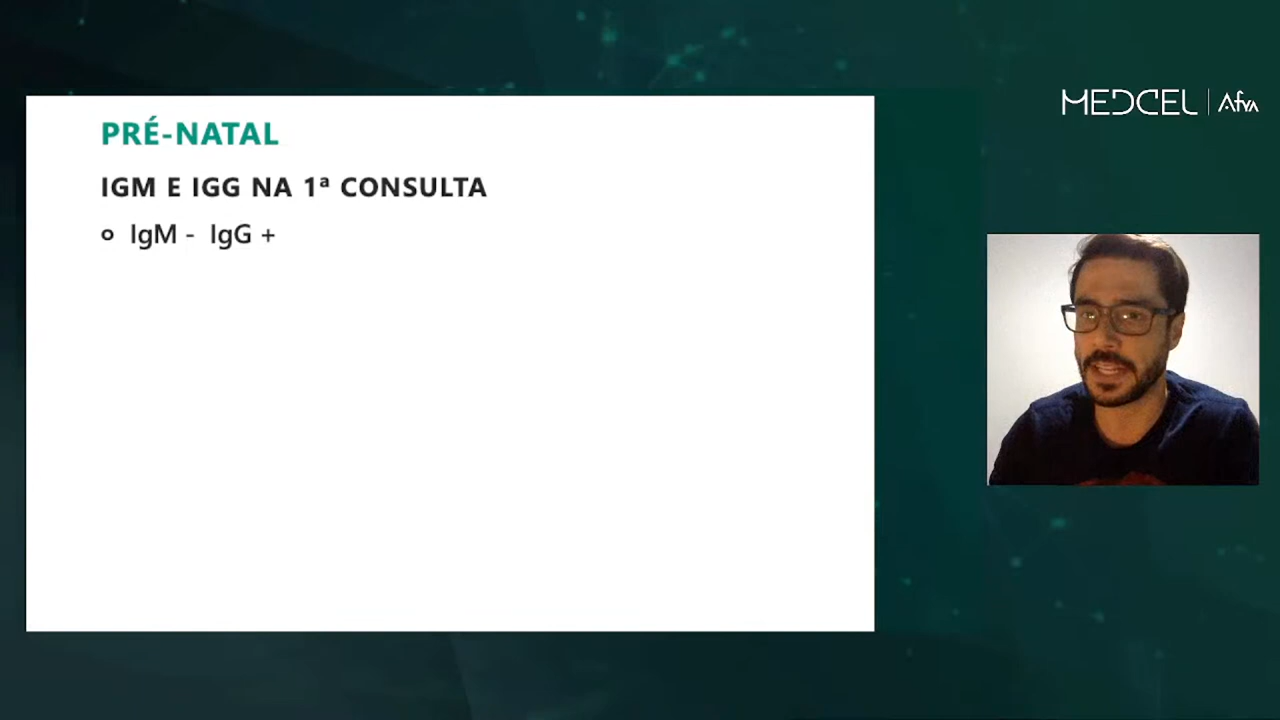 MEDCEL | Afya
PRÉ-NATAL
IGM E IGG NA 1ª CONSULTA
o IgM - IgG +